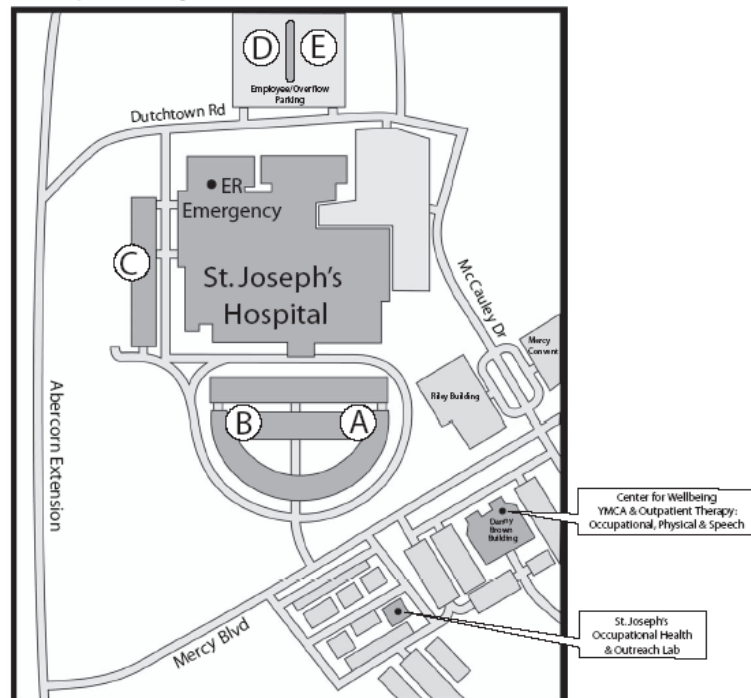 D
E
Employee/Overflow
Parking
Dutchtown Rd
ER
Emergency
C
St. Joseph's
Hospital
McCauley Dr
Mercy
Convent
Riley Building
B
A
Abercorn Extension
Center for Wellbeing
YMCA & Outpatient Therapy:
Occupational, Physical & Speech
Danny
Brown
Building
St. Joseph's
Occupational Health
& Outreach Lab
Mercy Blvd